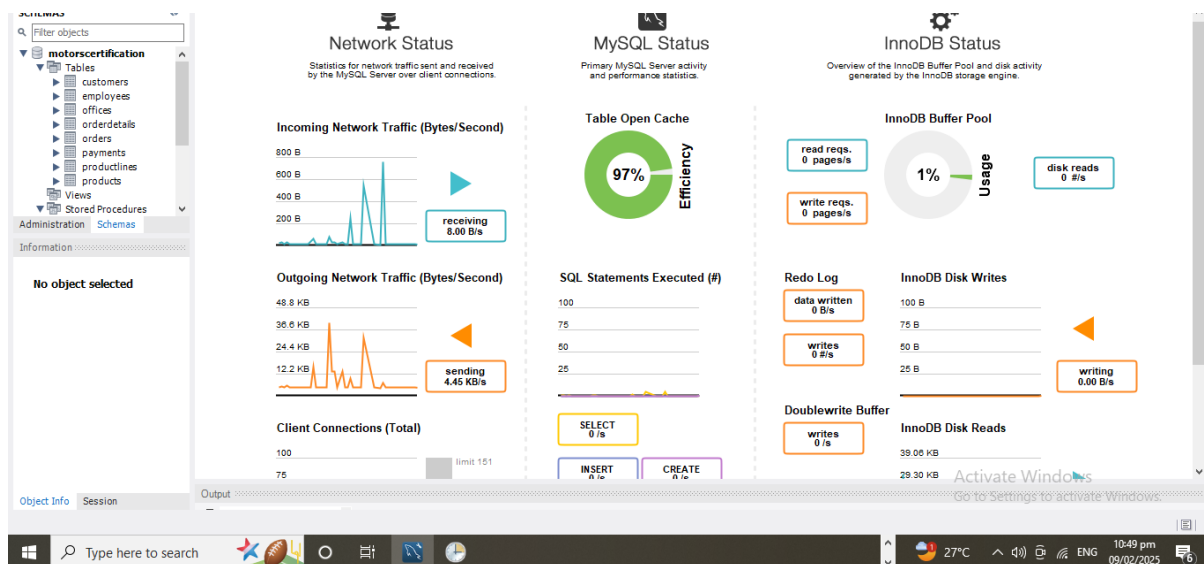 SCHEMAS
Filter objects
motorscertification
Tables
customers
employees
offices
orderdetails
orders
payments
productlines
products
Views
Stored Procedures
Administration Schemas
Information
No object selected
Object Info Session
Network Status
Statistics for network traffic sent and received
by the MySQL Server over client connections.
Incoming Network Traffic (Bytes/Second)
800 B
600 B
400 B
200 B
receiving
8.00 B/s
Outgoing Network Traffic (Bytes/Second)
48.8 KB
36.6 KB
24.4 KB
12.2 KB
sending
4.45 KB/s
Client Connections (Total)
100
75
limit 151
MySQL Status
Primary MySQL Server activity
and performance statistics.
Table Open Cache
97%
Efficiency
SQL Statements Executed (#)
100
75
50
25
SELECT
0 /s
INSERT
0 /s
CREATE
0 /s
InnoDB Status
Overview of the InnoDB Buffer Pool and disk activity
generated by the InnoDB storage engine.
InnoDB Buffer Pool
read reqs.
0 pages/s
write reqs.
0 pages/s
1%
Usage
disk reads
0 #/s
Redo Log
data written
0 B/s
writes
0 #/s
InnoDB Disk Writes
100 B
75 B
50 B
25 B
writing
0.00 B/s
Doublewrite Buffer
writes
0 /s
InnoDB Disk Reads
39.06 KB
29.30 KB
Activate Windows
Go to Settings to activate Windows.
Output
Type here to search
27°C
ENG
10:49 pm
09/02/2025
6